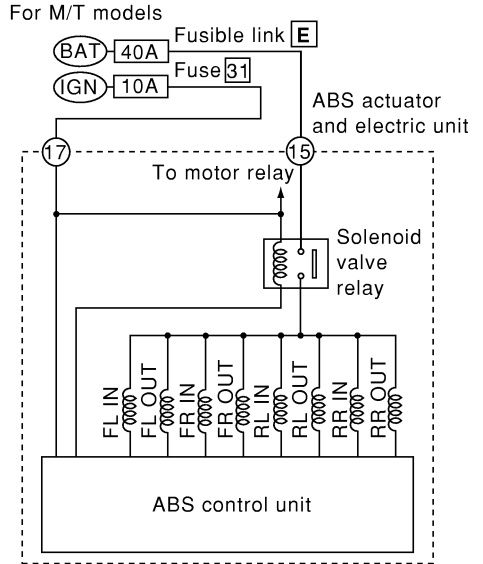 For M/T models
BAT 40A Fusible link E
IGN 10A Fuse 31
ABS actuator
and electric unit
17 15
To motor relay
Solenoid
valve
relay
FL IN
FL OUT
FR IN
FR OUT
RL IN
RL OUT
RR IN
RR OUT
ABS control unit